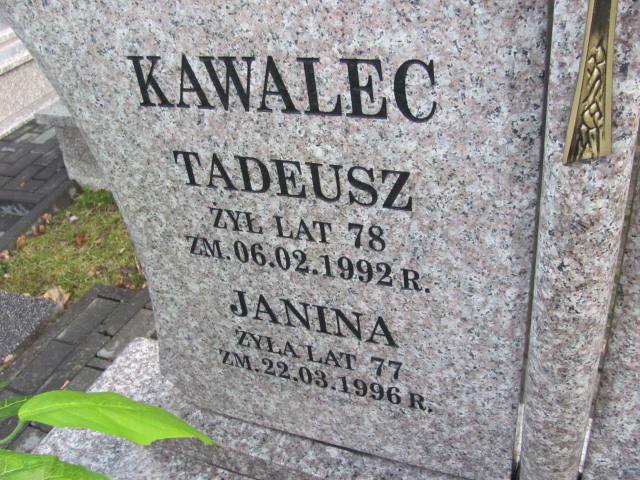 KAWALEC
TADEUSZ
ŻYŁ LAT 78
ZM. 06.02.1992 R.
JANINA
ŻYŁA LAT 77
ZM. 22.03.1996 R.